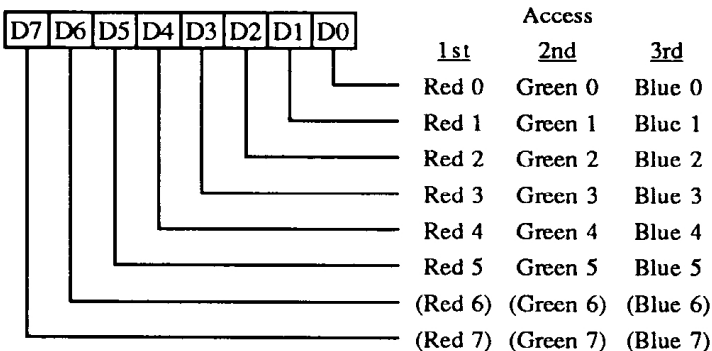 Access
D7 D6 D5 D4 D3 D2 D1 D0
1st 2nd 3rd
Red 0 Green 0 Blue 0
Red 1 Green 1 Blue 1
Red 2 Green 2 Blue 2
Red 3 Green 3 Blue 3
Red 4 Green 4 Blue 4
Red 5 Green 5 Blue 5
(Red 6) (Green 6) (Blue 6)
(Red 7) (Green 7) (Blue 7)